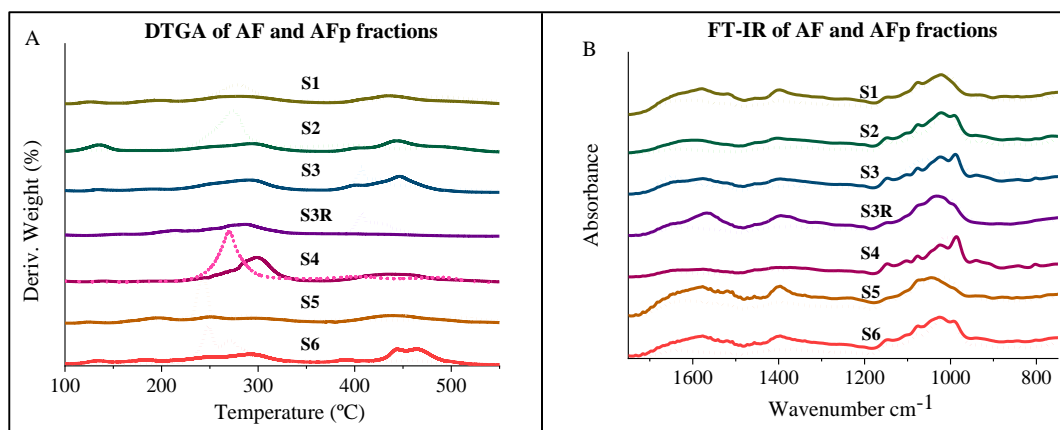 A
DTGA of AF and AFp fractions
S1
S2
S3
S3R
S4
S5
S6
Deriv. Weight (%)
100 200 300 400 500
Temperature (ºC)
B
FT-IR of AF and AFp fractions
S1
S2
S3
S3R
S4
S5
S6
Absorbance
1600 1400 1200 1000 800
Wavenumber cm-1